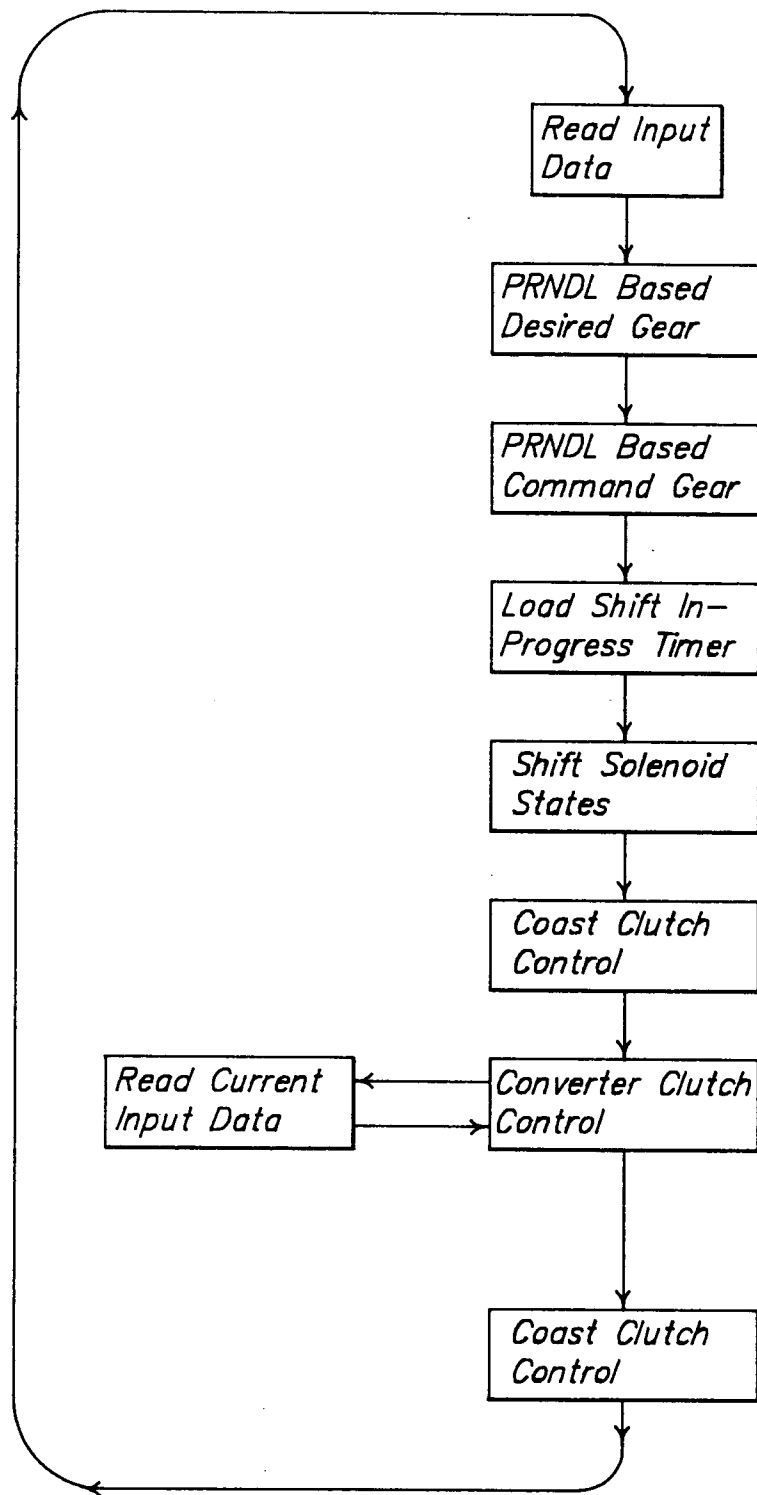 Read Input
Data
PRNDL Based
Desired Gear
PRNDL Based
Command Gear
Load Shift In-
Progress Timer
Shift Solenoid
States
Coast Clutch
Control
Read Current
Input Data
Converter Clutch
Control
Coast Clutch
Control